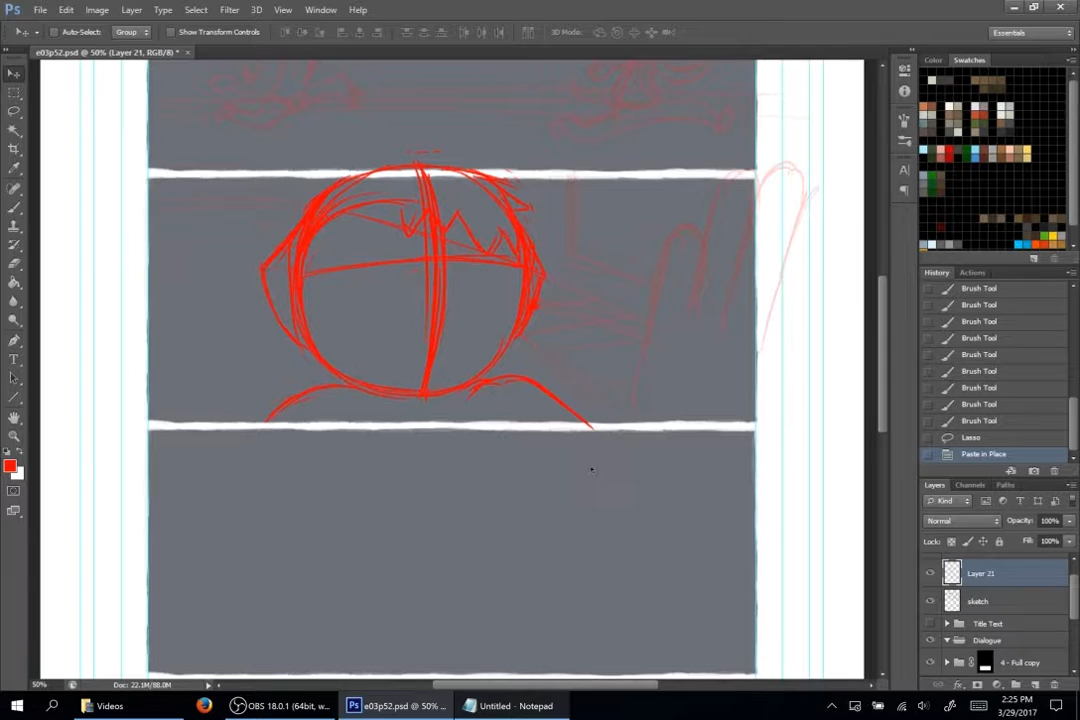 Ps File Edit Image Layer Type Select Filter 3D View Window Help
Auto-Select: Group Show Transform Controls 3D Mode: Essentials
e03p52.psd @ 50% (Layer 21, RGB/8) * ×
Color Swatches
History Actions
Brush Tool
Brush Tool
Brush Tool
Brush Tool
Brush Tool
Brush Tool
Brush Tool
Brush Tool
Brush Tool
Lasso
Paste in Place
Layers Channels Paths
Kind
Normal Opacity: 100%
Lock: Fill: 100%
Layer 21
sketch
Title Text
Dialogue
4 - Full copy
50% Doc: 22.1M/88.0M
Videos OBS 18.0.1 (64bit, w... e03p52.psd @ 50% ... Untitled - Notepad 2:25 PM
3/29/2017